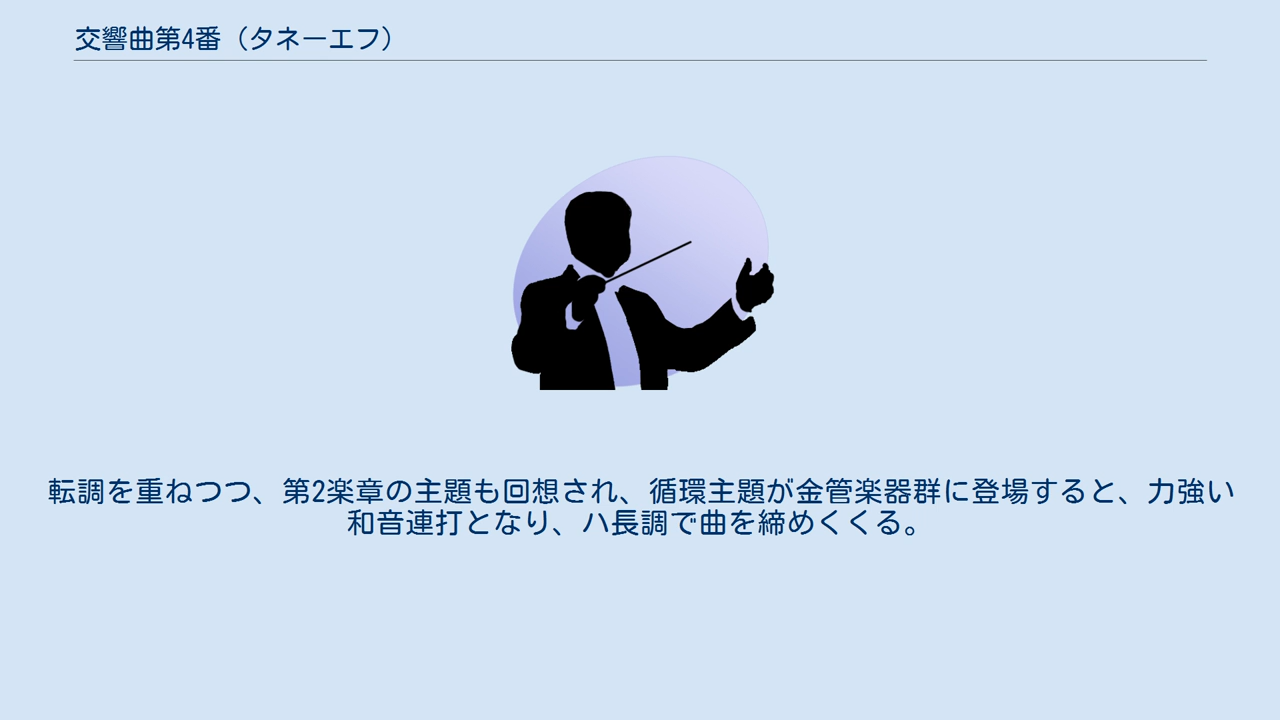 交響曲第4番（タネーエフ）
転調を重ねつつ、第2楽章の主題も回想され、循環主題が金管楽器群に登場すると、力強い
和音連打となり、ハ長調で曲を締めくくる。